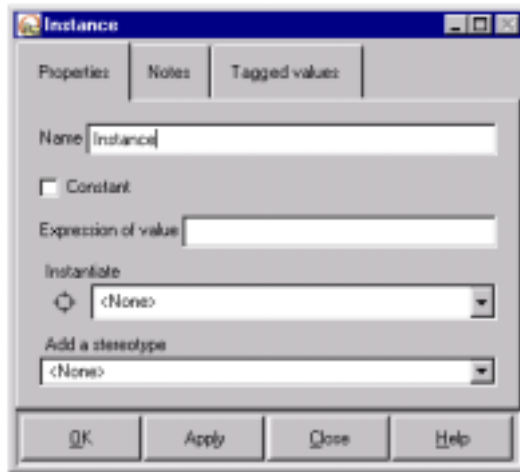 Instance
Properties Notes Tagged values
Name Instance
Constant
Expression of value
Instantiate
<None>
Add a stereotype
<None>
OK Apply Close Help